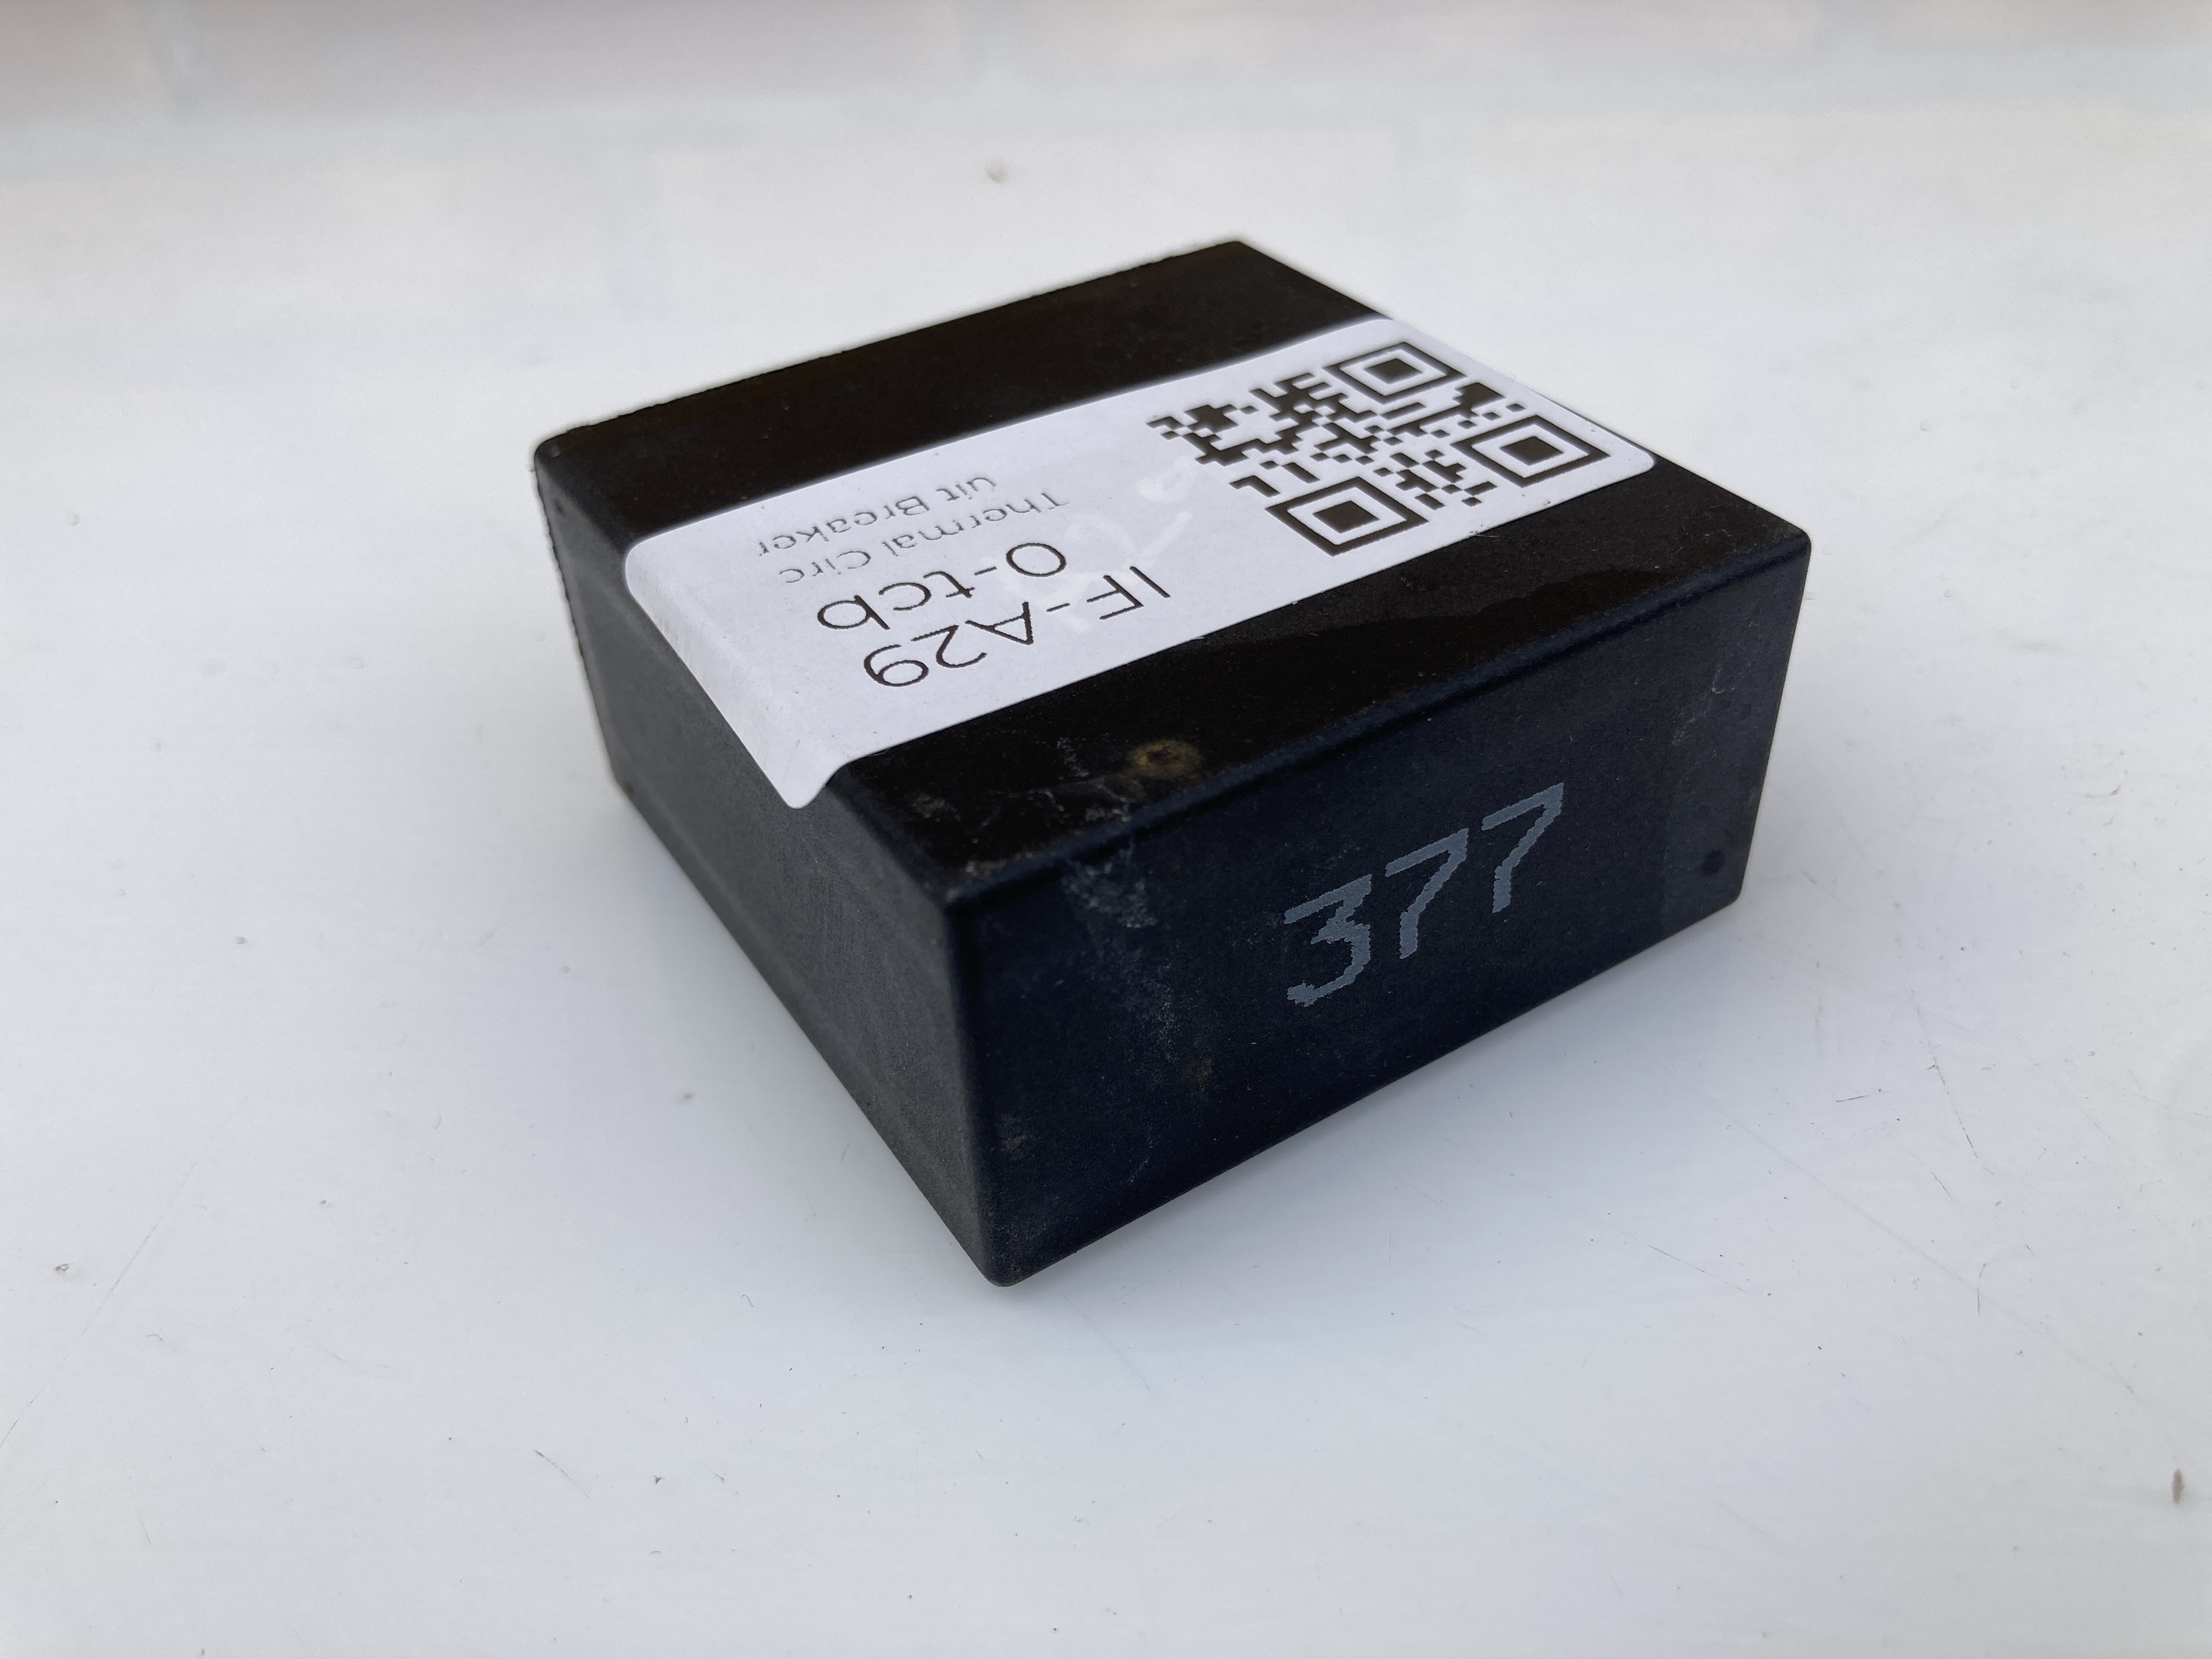 IF-A29
0-tcb
Thermal Circ
uit Breaker
377